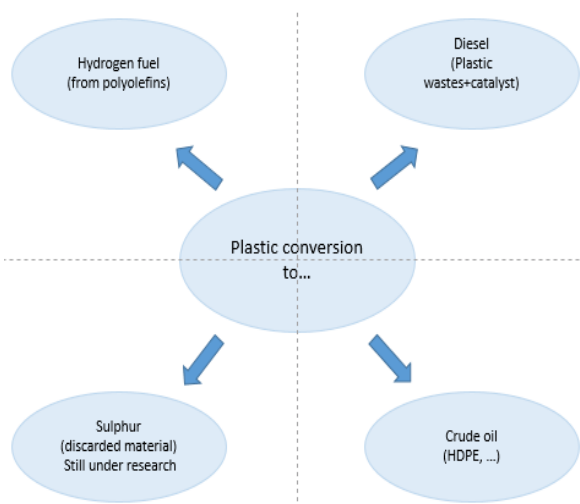 Hydrogen fuel
(from polyolefins)
Diesel
(Plastic
wastes+catalyst)
Plastic conversion
to...
Sulphur
(discarded material)
Still under research
Crude oil
(HDPE, ...)